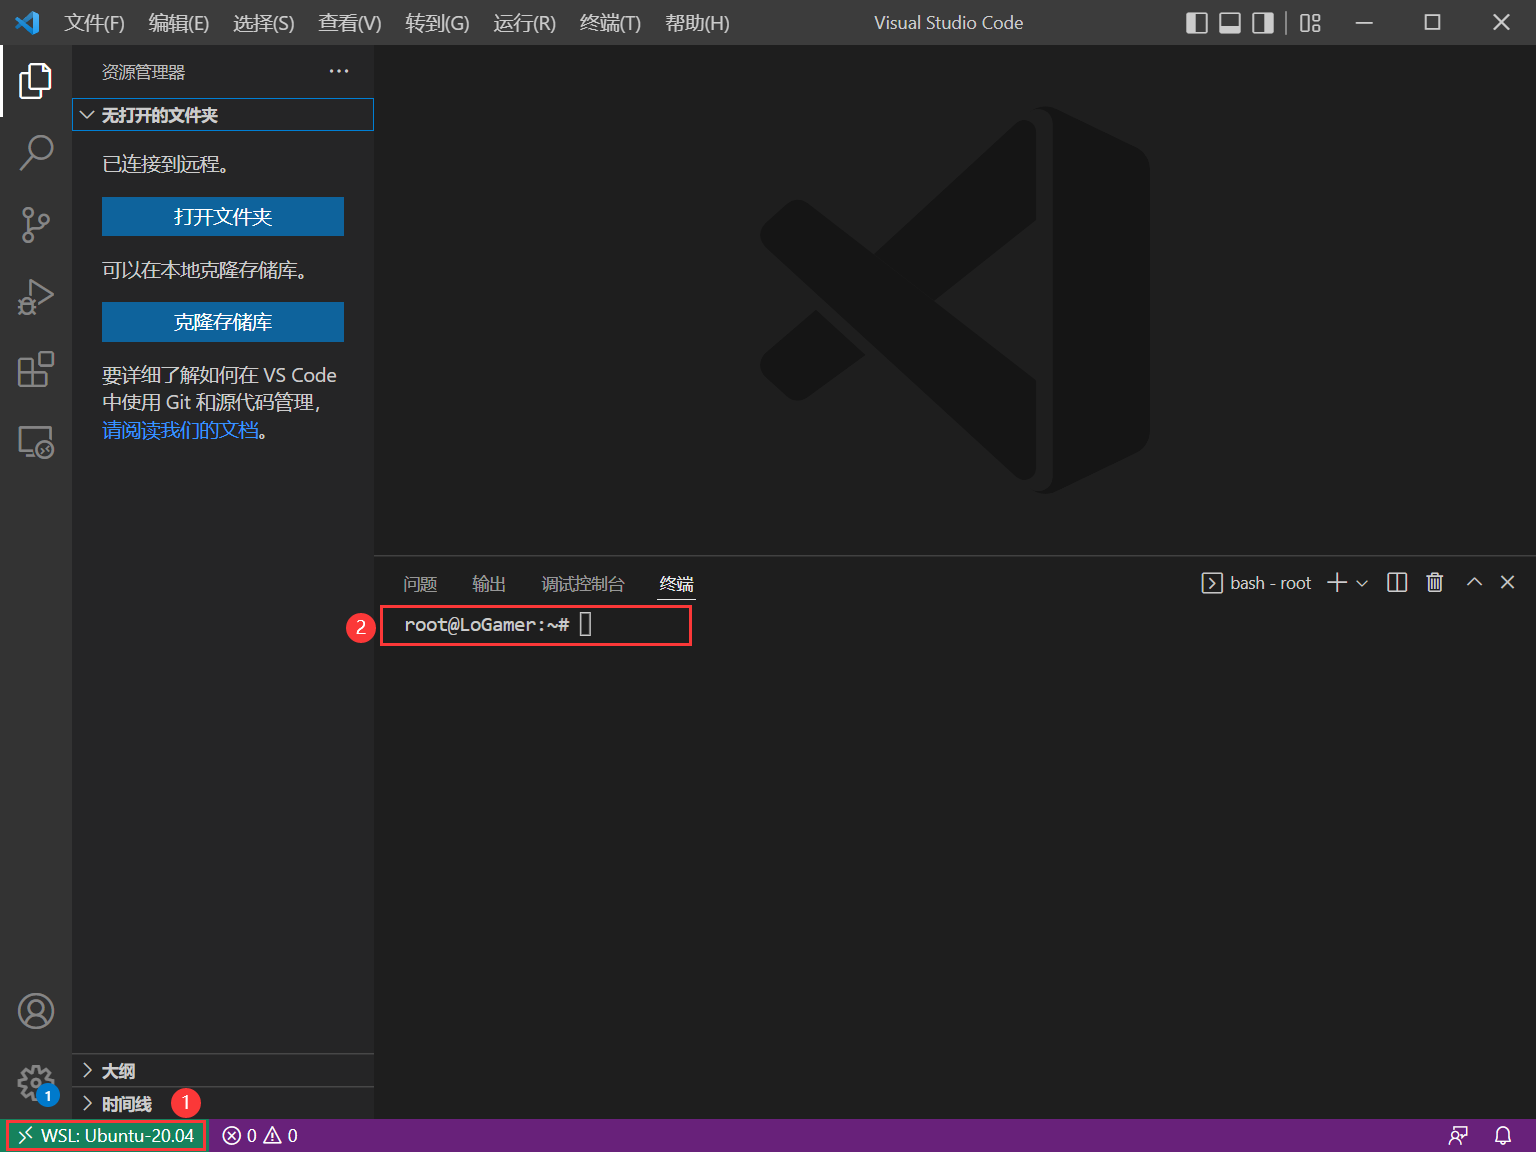 文件(F) 编辑(E) 选择(S) 查看(V) 转到(G) 运行(R) 终端(T) 帮助(H) Visual Studio Code
资源管理器
无打开的文件夹
已连接到远程。
打开文件夹
可以在本地克隆存储库。
克隆存储库
要详细了解如何在 VS Code
中使用 Git 和源代码管理，
请阅读我们的文档。
问题 输出 调试控制台 终端 bash - root
2 root@LoGamer:~#
大纲
1
时间线 1
WSL: Ubuntu-20.04 0 0